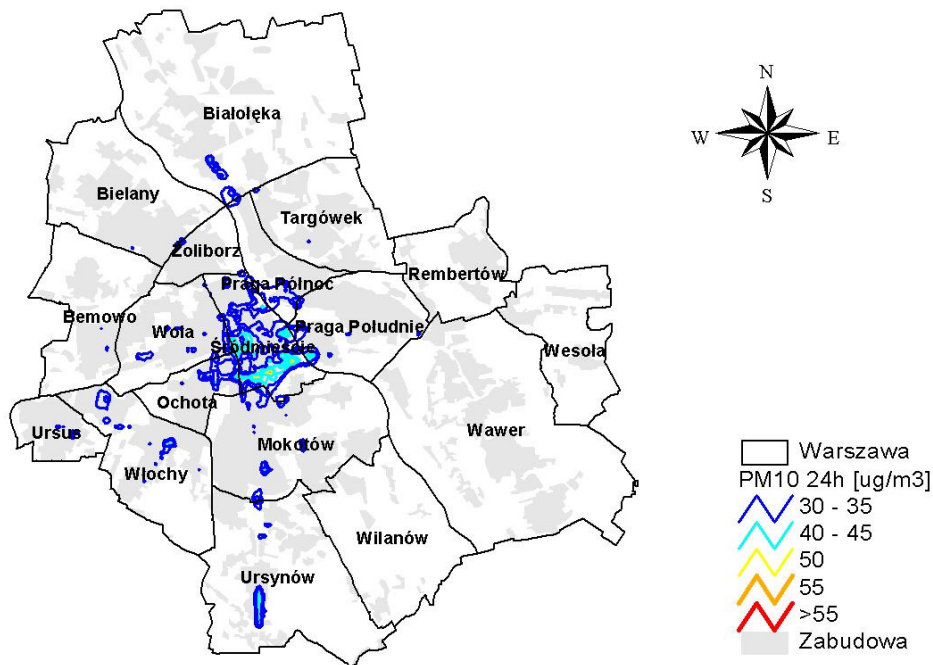 N
W
E
S
Białołęka
Bielany
Targówek
Żoliborz
Rembertów
Praga Północ
Bemowo
Wola
Praga Południe
Śródmieście
Wesoła
Ochota
Ursus
Mokotów
Wawer
Włochy
Wilanów
Ursynów
Warszawa
PM10 24h [ug/m3]
30 - 35
40 - 45
50
55
>55
Zabudowa